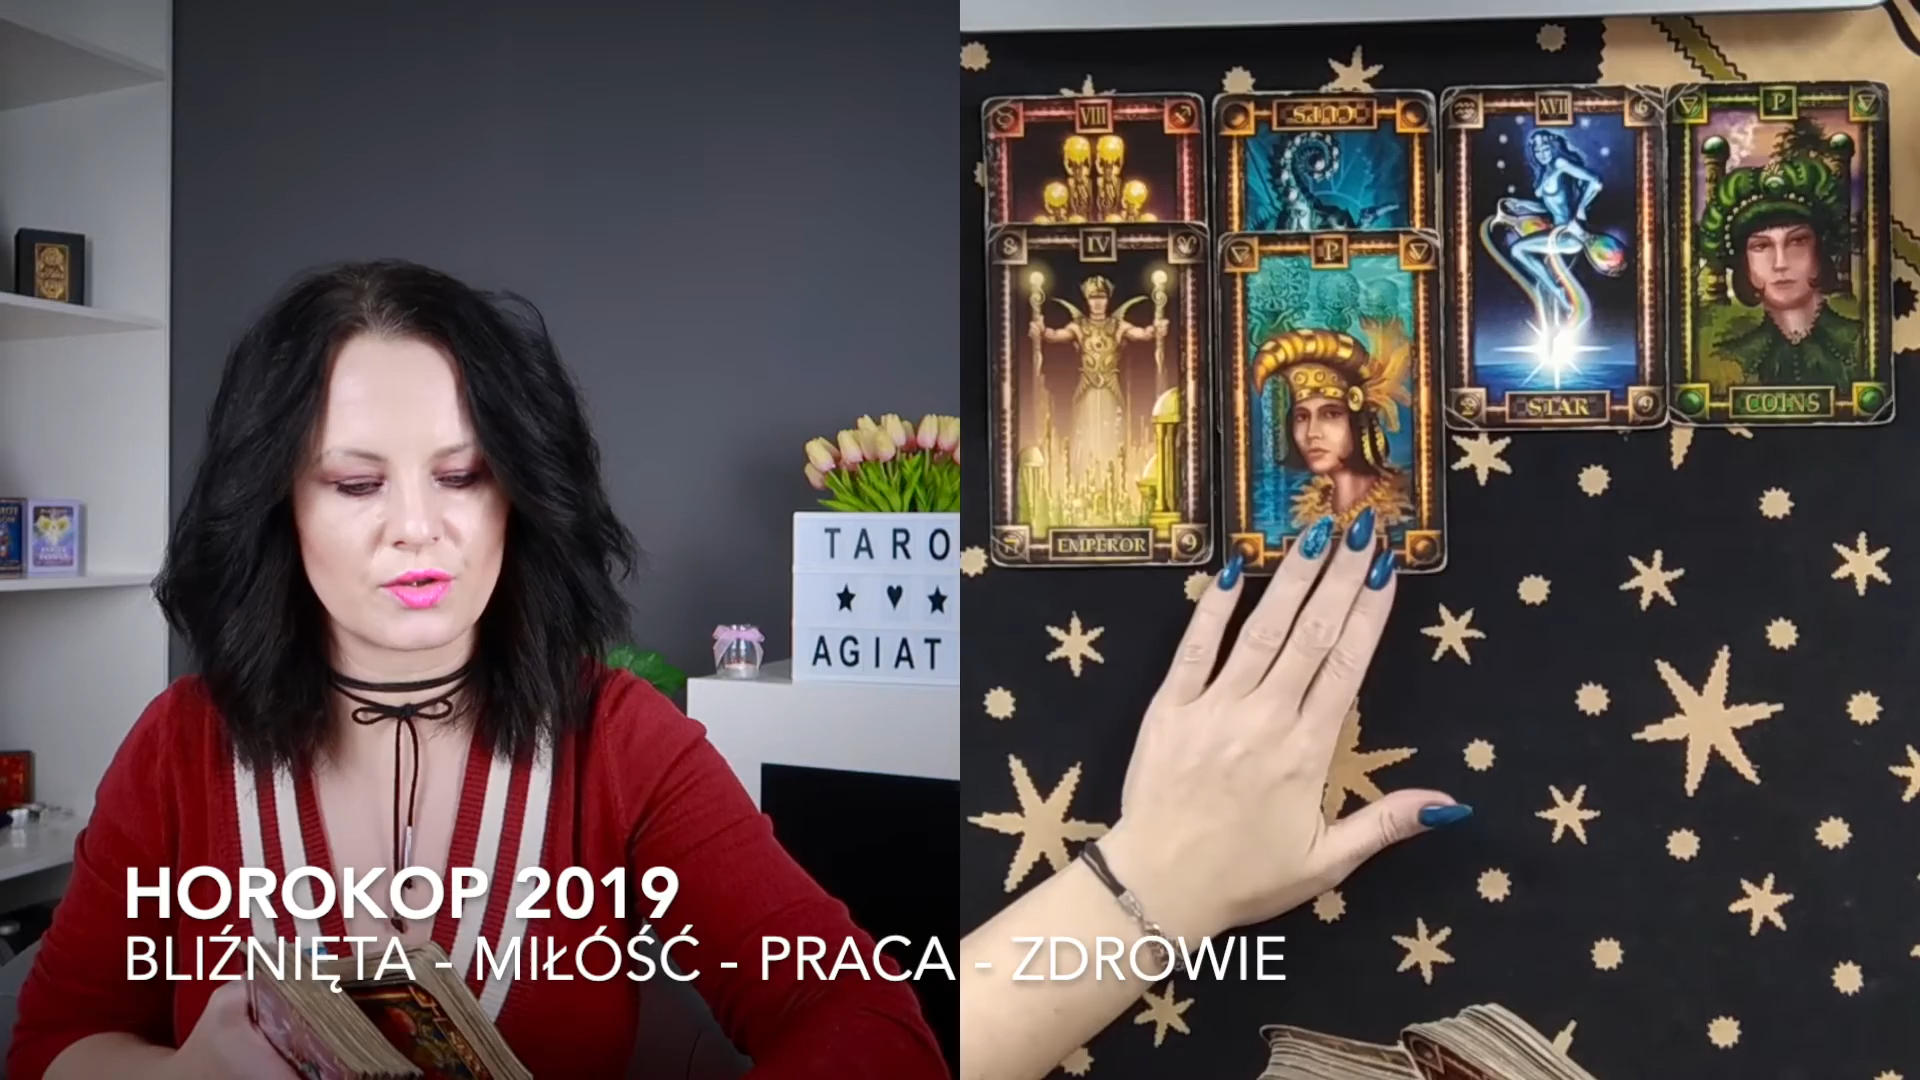 TARO
★ ♥ ★
AGIAT
VIII
CUPS
XVII
P
IV
P
STAR
COINS
EMPEROR
HOROKOP 2019
BLIŹNIĘTA - MIŁÓŚĆ - PRACA - ZDROWIE